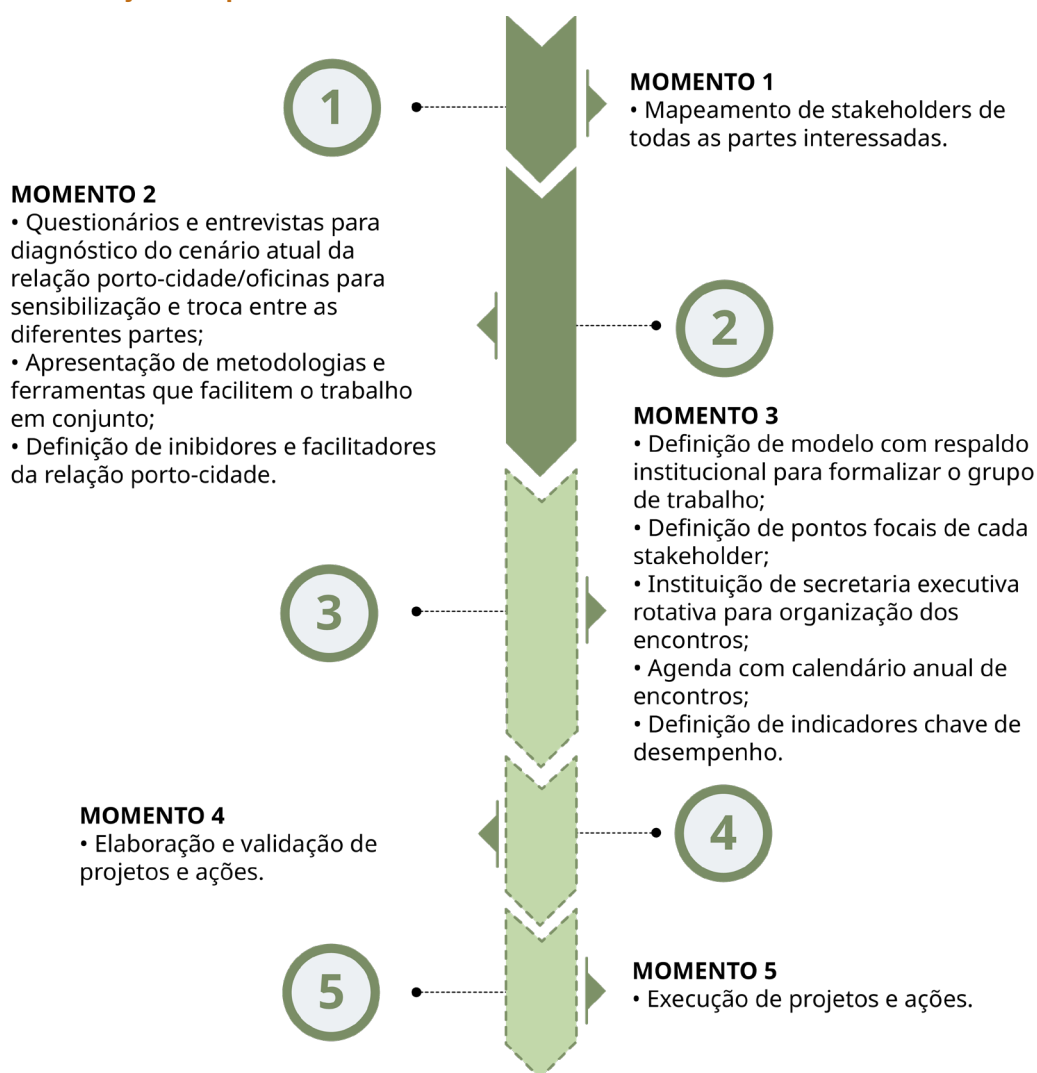 1
MOMENTO 1
• Mapeamento de stakeholders de
todas as partes interessadas.
MOMENTO 2
• Questionários e entrevistas para
diagnóstico do cenário atual da
relação porto-cidade/oficinas para
sensibilização e troca entre as
diferentes partes;
• Apresentação de metodologias e
ferramentas que facilitem o trabalho
em conjunto;
• Definição de inibidores e facilitadores
da relação porto-cidade.
2
MOMENTO 3
• Definição de modelo com respaldo
institucional para formalizar o grupo
de trabalho;
• Definição de pontos focais de cada
stakeholder;
• Instituição de secretaria executiva
rotativa para organização dos
encontros;
• Agenda com calendário anual de
encontros;
• Definição de indicadores chave de
desempenho.
3
MOMENTO 4
• Elaboração e validação de
projetos e ações.
4
5
MOMENTO 5
• Execução de projetos e ações.